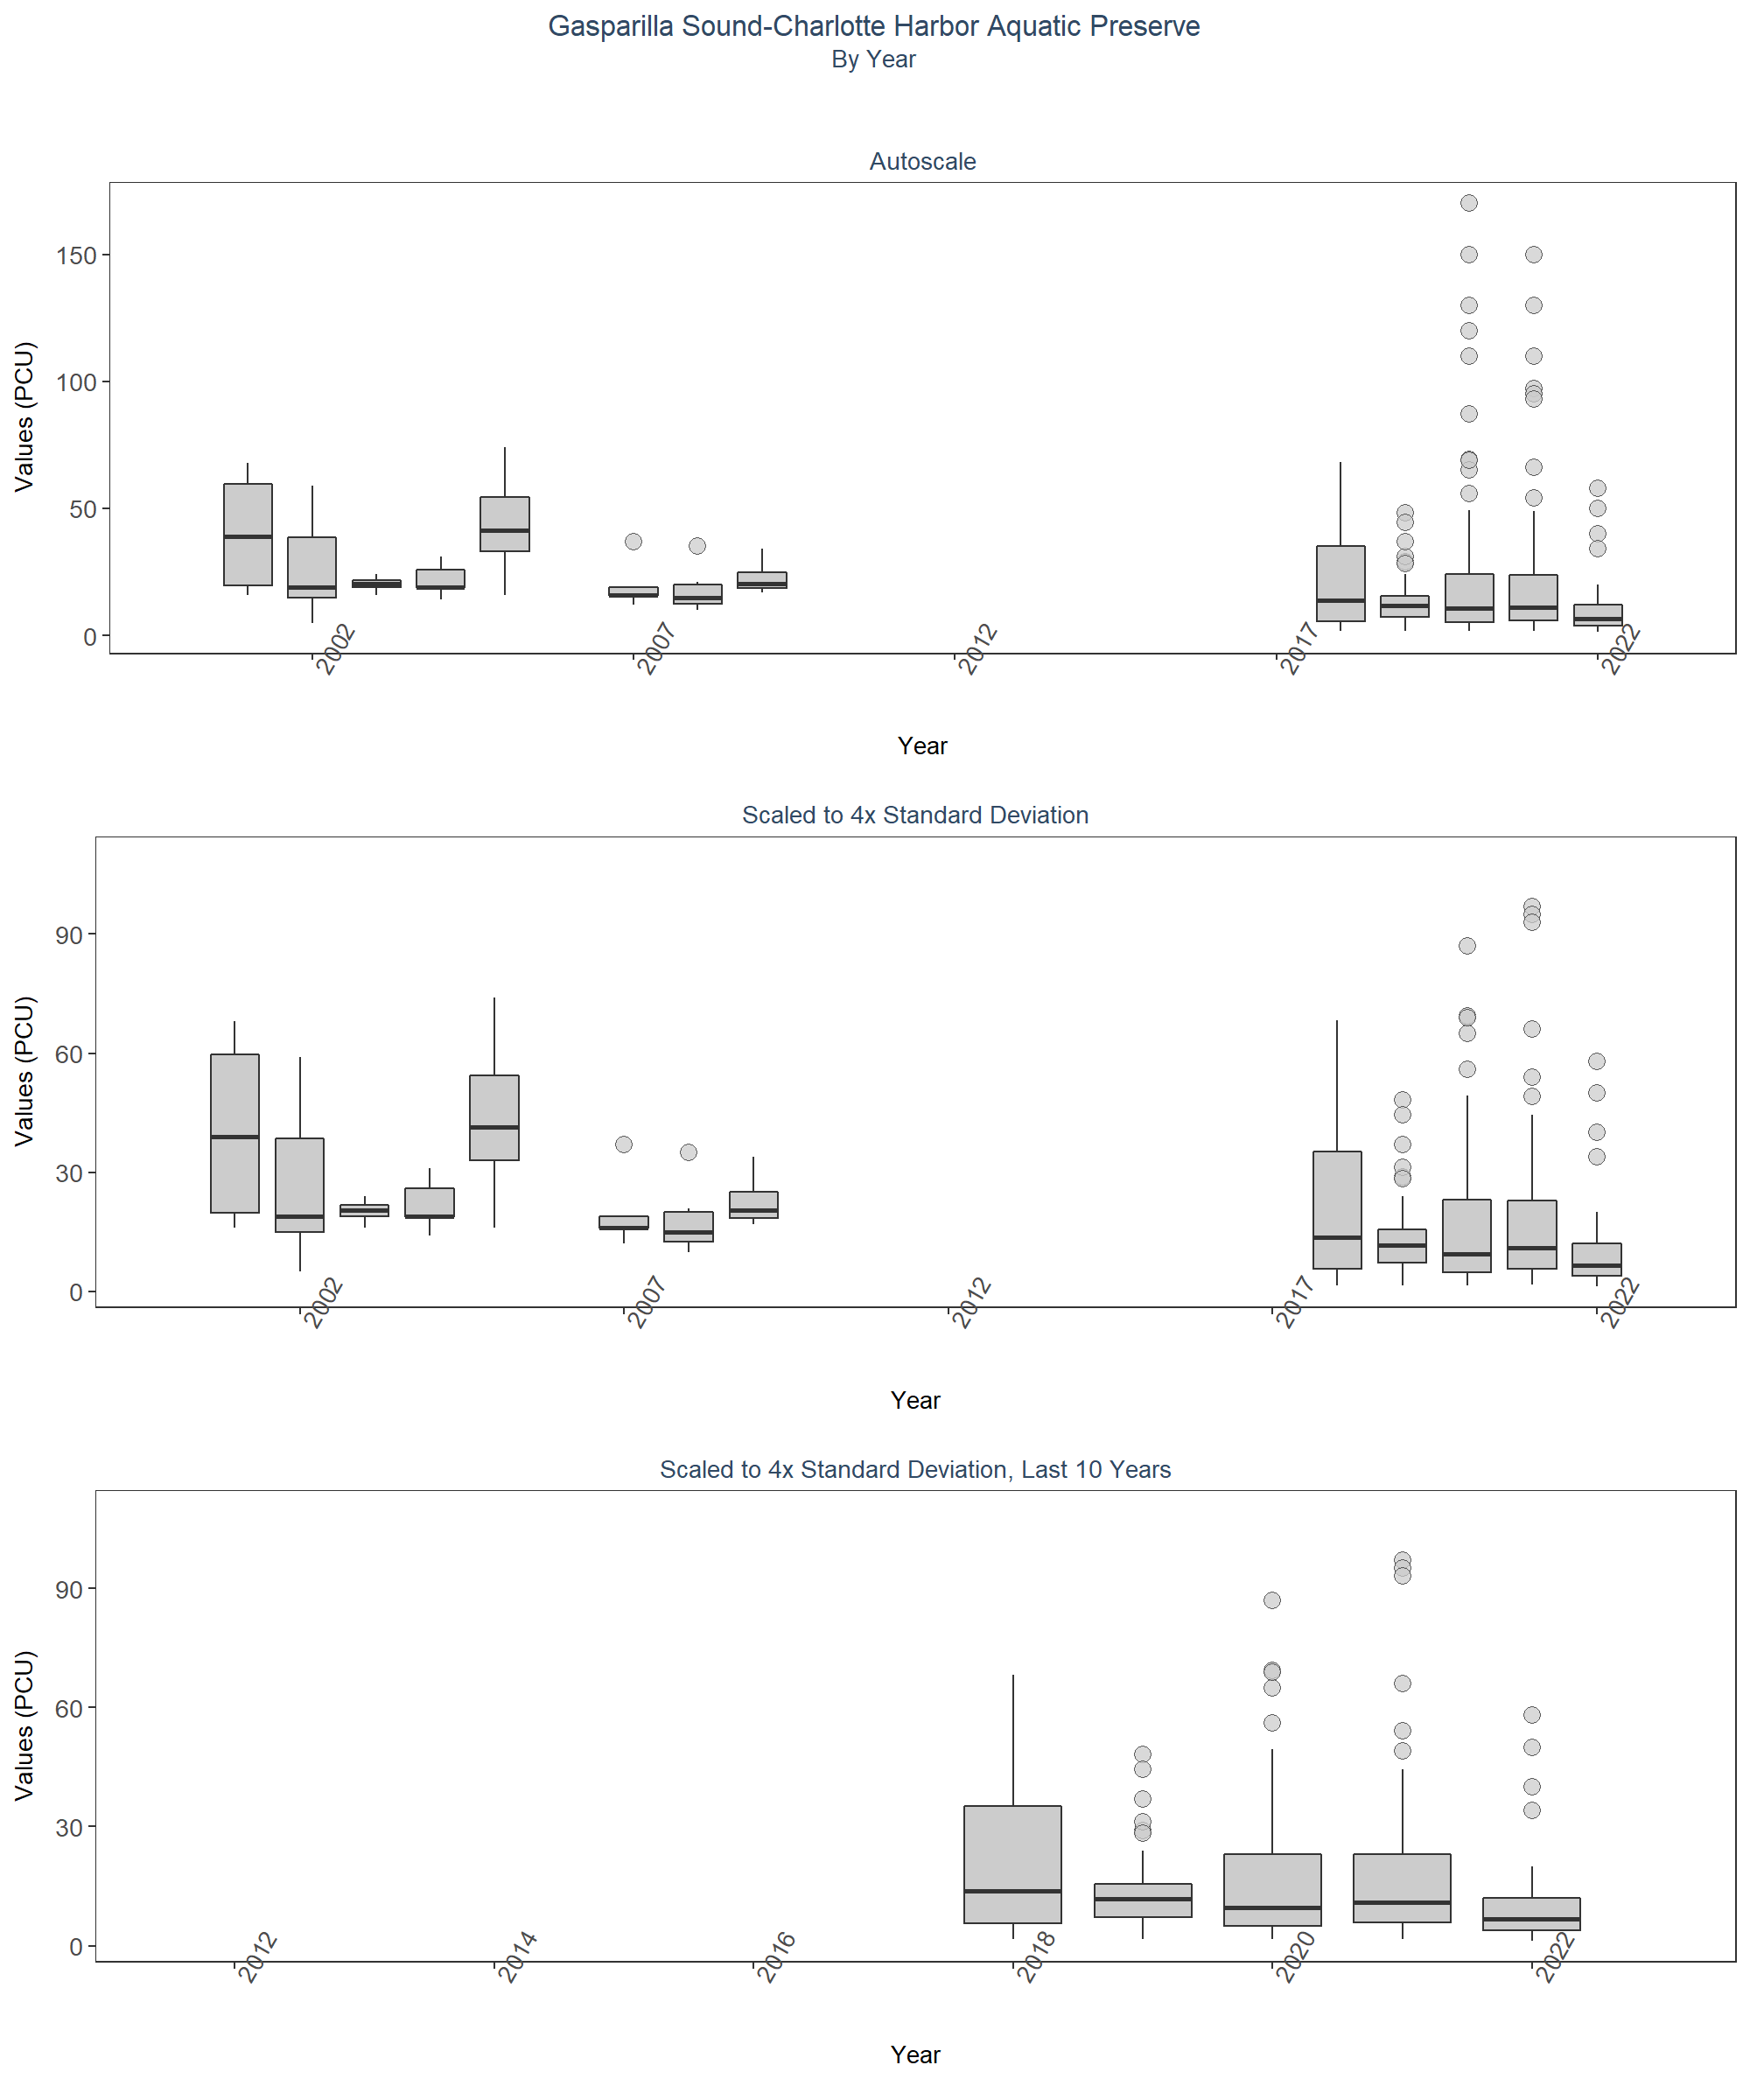 Gasparilla Sound-Charlotte Harbor Aquatic Preserve
By Year
Autoscale
Values (PCU)
150
100
50
0
2002
2007
2012
2017
2022
Year
Scaled to 4x Standard Deviation
Values (PCU)
90
60
30
0
2002
2007
2012
2017
2022
Year
Scaled to 4x Standard Deviation, Last 10 Years
Values (PCU)
90
60
30
0
2012
2014
2016
2018
2020
2022
Year